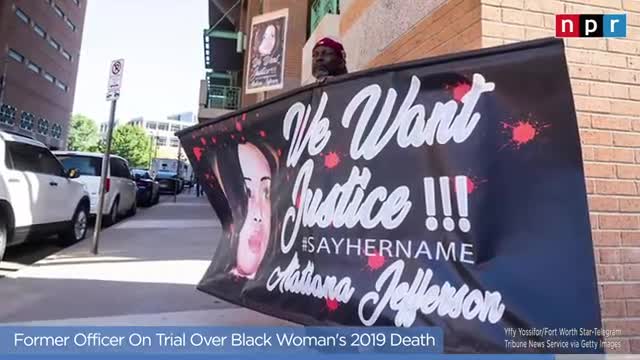 npr
We Want
Justice !!!
#SAYHERNAME
Atatiana Jefferson
Former Officer On Trial Over Black Woman's 2019 Death
Yffy Yossifor/Fort Worth Star-Telegram
Tribune News Service via Getty Images